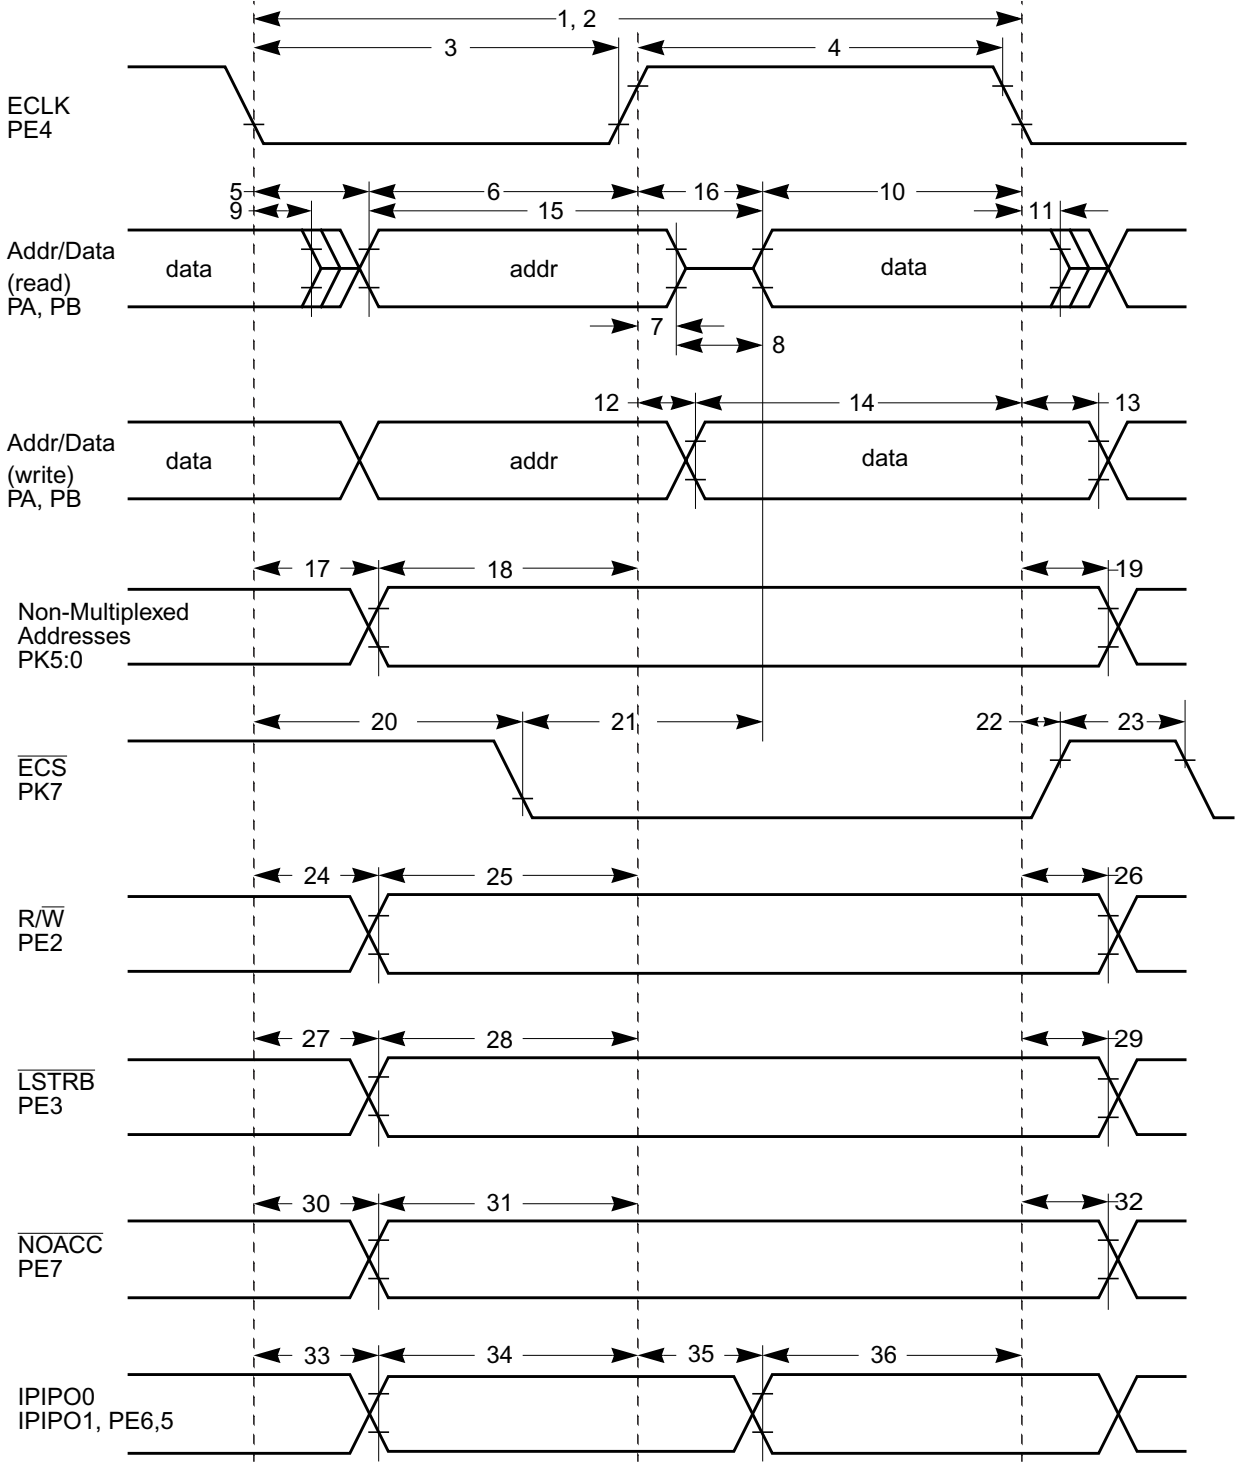 1, 2
3
4
ECLK
PE4
5
6
16
10
9
15
11
Addr/Data
(read)
PA, PB
data
addr
data
7
8
12
14
13
Addr/Data
(write)
PA, PB
data
addr
data
17
18
19
Non-Multiplexed
Addresses
PK5:0
20
21
22
23
ECS
PK7
24
25
26
R/W
PE2
27
28
29
LSTRB
PE3
30
31
32
NOACC
PE7
33
34
35
36
IPIPO0
IPIPO1, PE6,5